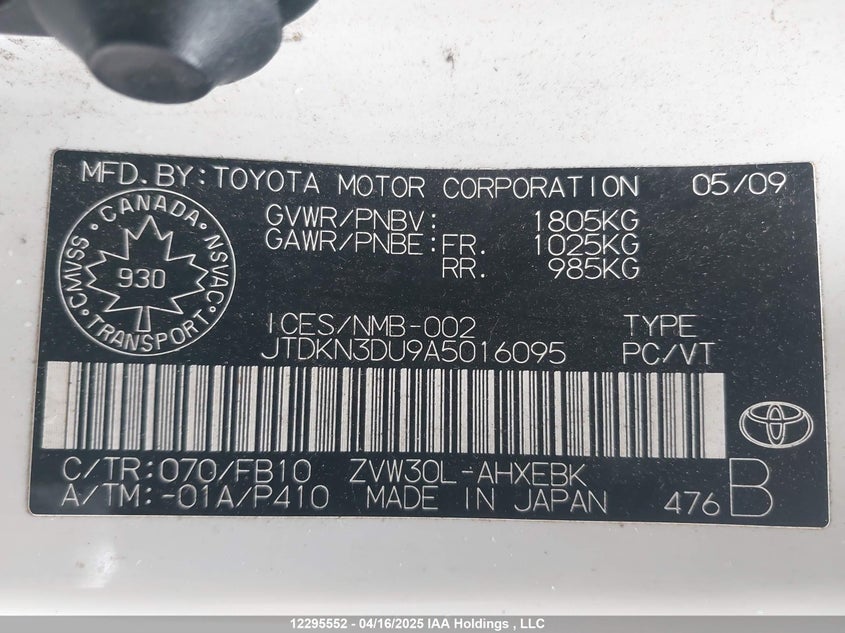 MFD.BY:TOYOTA MOTOR CORPORATION 05/09
GVWR/PNBV: 1805KG
GAWR/PNBE:FR. 1025KG
RR. 985KG
CMVSS CANADA NSVAC
930
TRANSPORT
ICES/NMB-002 TYPE
JTDKN3DU9A5016095 PC/VT
C/TR:070/FB10 ZVW30L-AHXEBK
A/TM:-01A/P410 MADE IN JAPAN 476 B
12295552 - 04/16/2025 IAA Holdings , LLC